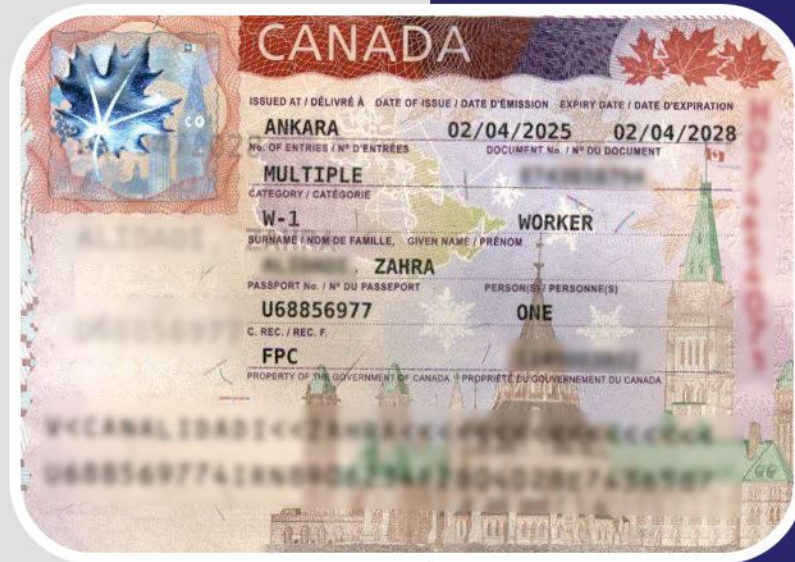 CANADA
ISSUED AT / DÉLIVRÉ À DATE OF ISSUE / DATE D'ÉMISSION EXPIRY DATE / DATE D'EXPIRATION
ANKARA 02/04/2025 02/04/2028
No. OF ENTRIES / Nº D'ENTRÉES DOCUMENT No. / Nº DU DOCUMENT
MULTIPLE
CATEGORY / CATÉGORIE
W-1 WORKER
SURNAME / NOM DE FAMILLE, GIVEN NAME / PRÉNOM
ZAHRA
PASSPORT No. / Nº DU PASSEPORT PERSON(S) / PERSONNE(S)
U68856977 ONE
C. REC. / REC. F.
FPC
PROPERTY OF THE GOVERNMENT OF CANADA PROPRIÉTÉ DU GOUVERNEMENT DU CANADA